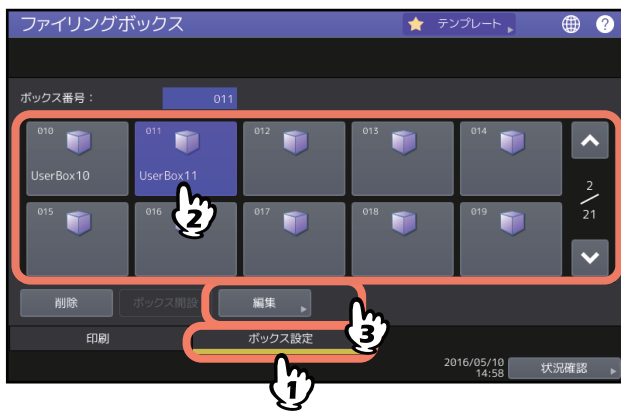 ファイリングボックス
テンプレート
?
ボックス番号：
011
010
UserBox10
011
UserBox11
012
013
014
2
21
015
016
017
018
019
2
削除
ボックス開設
編集
3
印刷
ボックス設定
1
2016/05/10
14:58
状況確認